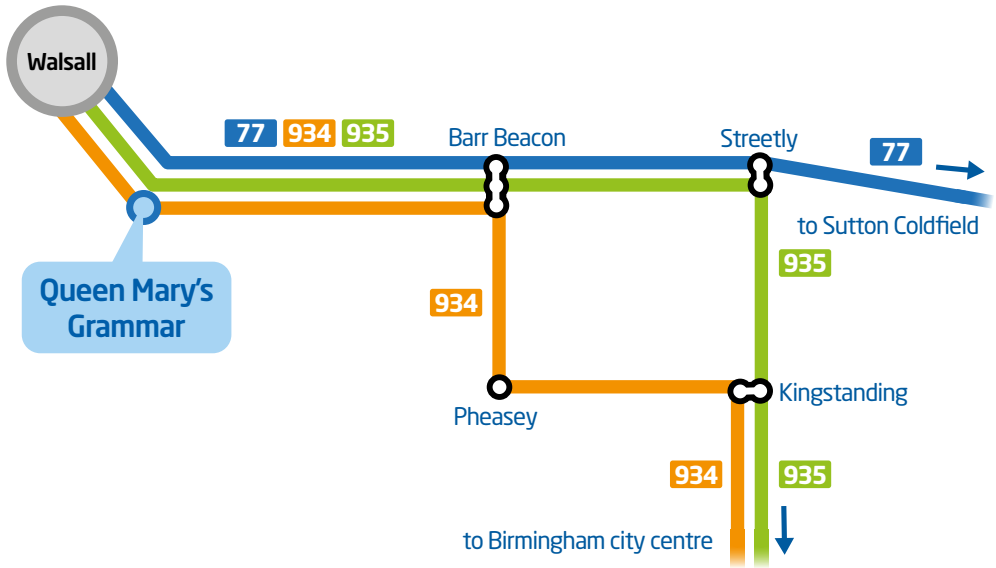 Walsall
77 934 935
Barr Beacon
Streetly
77
to Sutton Coldfield
935
Queen Mary's
Grammar
934
Pheasey
Kingstanding
934
935
to Birmingham city centre